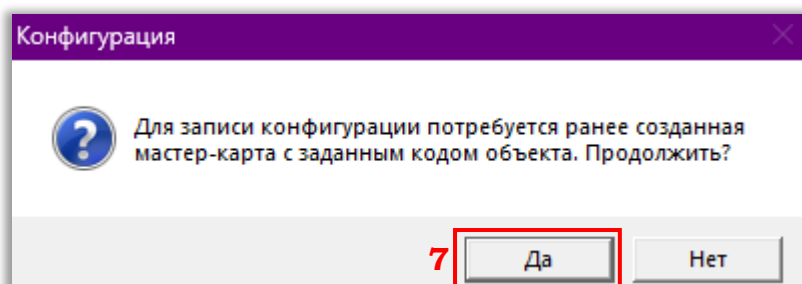 Конфигурация
Для записи конфигурации потребуется ранее созданная
мастер-карта с заданным кодом объекта. Продолжить?
7 Да Нет